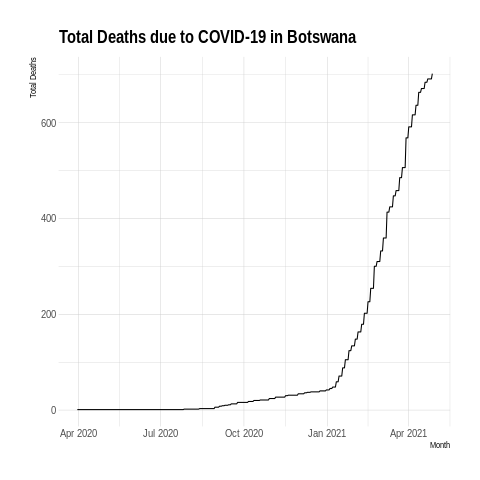 Total Deaths due to COVID-19 in Botswana
Total Deaths
600
400
200
0
Apr 2020 Jul 2020 Oct 2020 Jan 2021 Apr 2021
Month